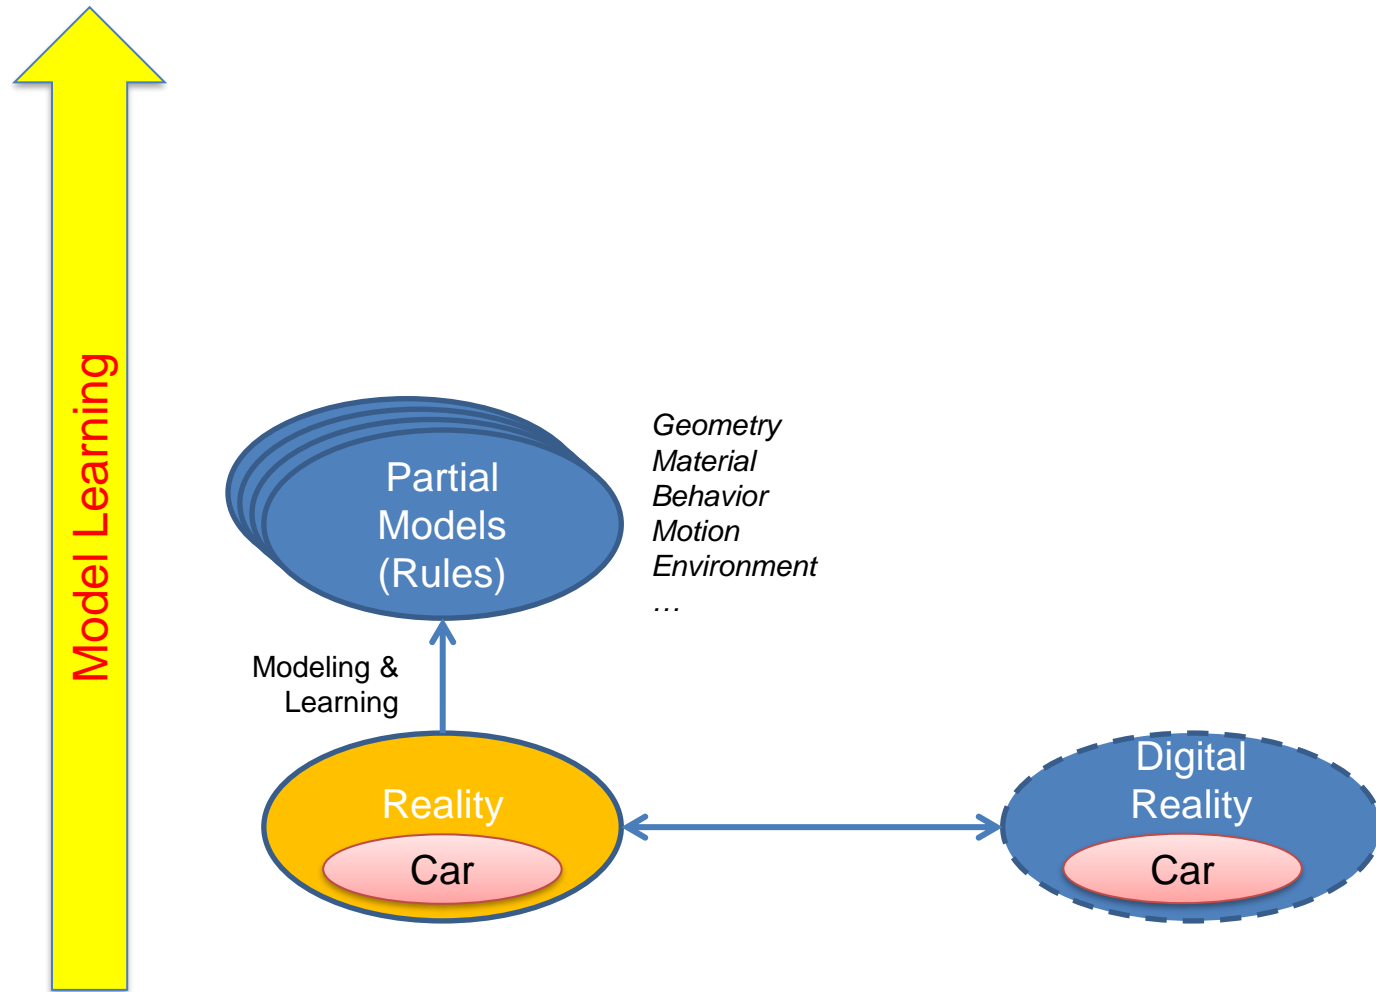 Model Learning
Partial
Models
(Rules)
Geometry
Material
Behavior
Motion
Environment
…
Modeling &
Learning
Reality
Car
Digital
Reality
Car